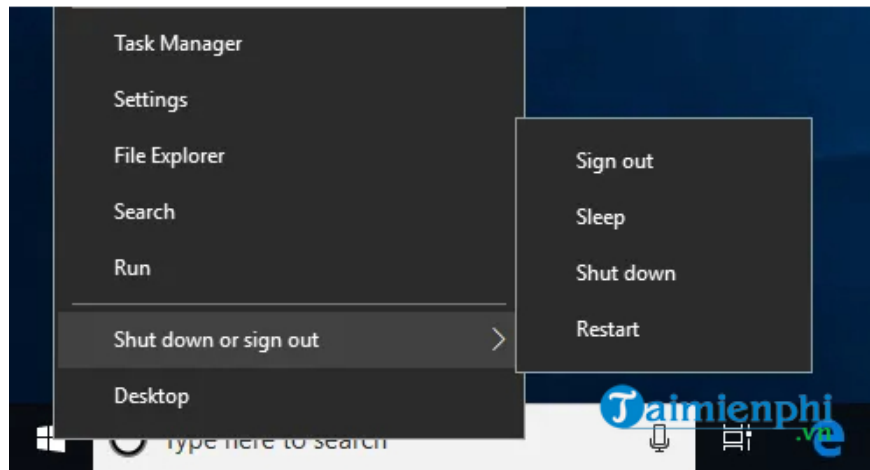 Task Manager
Settings
File Explorer
Search
Run
Shut down or sign out
Desktop
Sign out
Sleep
Shut down
Restart
Type here to search
Taimienphi
.vn